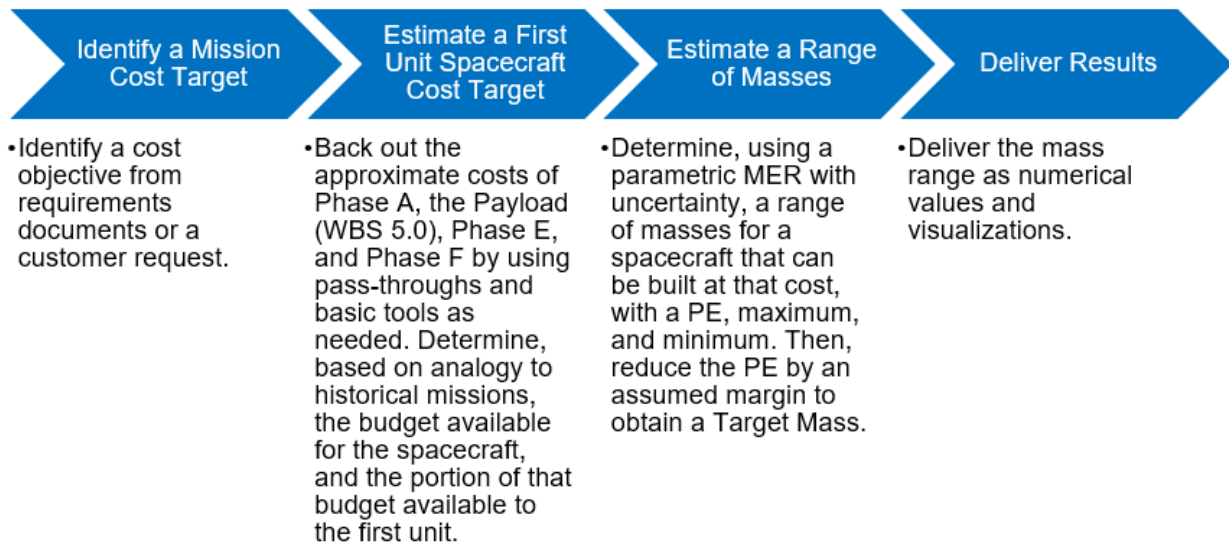 Identify a Mission
Cost Target
Estimate a First
Unit Spacecraft
Cost Target
Estimate a Range
of Masses
Deliver Results
•Identify a cost
objective from
requirements
documents or a
customer request.
•Back out the
approximate costs of
Phase A, the Payload
(WBS 5.0), Phase E,
and Phase F by using
pass-throughs and
basic tools as
needed. Determine,
based on analogy to
historical missions,
the budget available
for the spacecraft,
and the portion of that
budget available to
the first unit.
•Determine, using a
parametric MER with
uncertainty, a range
of masses for a
spacecraft that can
be built at that cost,
with a PE, maximum,
and minimum. Then,
reduce the PE by an
assumed margin to
obtain a Target Mass.
•Deliver the mass
range as numerical
values and
visualizations.